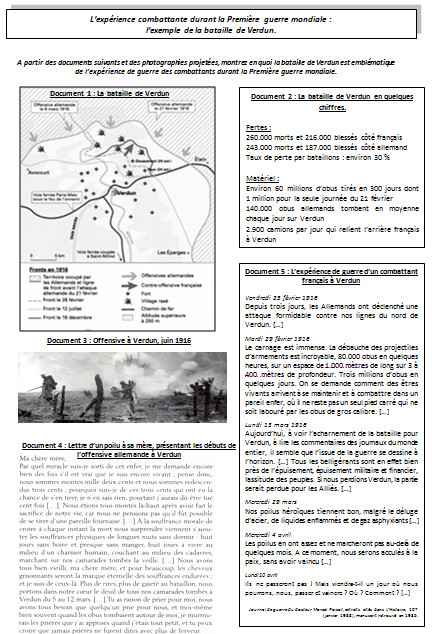 L'expérience combattante durant la Première guerre mondiale :
l'exemple de la bataille de Verdun.
A partir des documents suivants et des photographies projetées, montrez en quoi la bataille de Verdun est emblématique
de l'expérience de guerre des combattants durant la Première guerre mondiale.
Document 1 : La bataille de Verdun
Offensive allemande
le 6 mars 1916
Offensive allemande du
21 février 1916
Avocourt
Étain
Verdun
Les Éparges
Fronts en 1916
Territoire occupé par
les Allemands et ligne
de front avant l'attaque
allemande du 21 février
Front le 26 février
Front le 12 juillet
Front le 18 décembre
Offensives allemandes
Contre-offensive française
Fort
Village rasé
Chemin de fer
Altitude supérieure
à 250 m
Document 3 : Offensive à Verdun, juin 1916
Document 4 : Lettre d'un poilu à sa mère, présentant les débuts de
l'offensive allemande à Verdun
Ma chère mère,
Par quel miracle suis-je sorti de cet enfer, je me demande encore
bien des fois s'il est vrai que je suis encore vivant ; pense donc,
nous sommes montés mille deux cents et nous sommes redescen-
dus trois cents ; pourquoi suis-je de ces trois cents qui ont eu la
chance de s'en tirer, je n'en sais rien, pourtant j'aurais dû être tué
cent fois [...]. Nous étions tous montés là-haut après avoir fait le
sacrifice de notre vie, car nous ne pensions pas qu'il fût possible
de se tirer d'une pareille fournaise. [...] À la souffrance morale de
croire à chaque instant la mort nous surprendre viennent s'ajou-
ter les souffrances physiques de longues nuits sans dormir : huit
jours sans boire et presque sans manger, huit jours à vivre au
milieu d'un charnier humain, couchant au milieu des cadavres,
marchant sur nos camarades tombés la veille. [...] Nous avons
tous bien vieilli, ma chère mère, et pour beaucoup, les cheveux
grisonnants seront la marque éternelle des souffrances endurées ;
et je suis de ceux-là. Plus de rires, plus de gaieté au bataillon, nous
portons dans notre cœur le deuil de tous nos camarades tombés à
Verdun du 5 au 12 mars. [...] Tu as raison de prier pour moi, nous
avons tous besoin que quelqu'un prie pour nous, et moi-même
bien souvent quand les obus tombaient autour de moi, je murmu-
rais les prières que j'ai apprises quand j'étais tout petit, et tu peux
croire que jamais prières ne furent dites avec plus de ferveur.
Document 2 : La bataille de Verdun en quelques
chiffres.
Pertes :
260.000 morts et 216.000 blessés côté français
243.000 morts et 187.000 blessés côté allemand
Taux de perte par bataillons : environ 30 %
Matériel :
Environ 60 millions d'obus tirés en 300 jours dont
1 million pour la seule journée du 21 février
140.000 obus allemands tombent en moyenne
chaque jour sur Verdun
2.900 camions par jour qui relient l'arrière français
à Verdun
Document 5 : L'expérience de guerre d'un combattant
français à Verdun
Vendredi 25 février 1916
Depuis trois jours, les Allemands ont déclenché une
attaque formidable contre nos lignes du nord de
Verdun. [...]
Mardi 29 février 1916
Le carnage est immense. La débauche des projectiles
d'armements est incroyable, 80.000 obus en quelques
heures, sur un espace de 1.000 mètres de long sur 3 à
400 mètres de profondeur. Trois millions d'obus en
quelques jours. On se demande comment des êtres
vivants arrivent à se maintenir et à combattre dans un
pareil enfer, où il ne reste pas un seul pied carré qui ne
soit labouré par les obus de gros calibre. [...]
Lundi 13 mars 1916
Aujourd'hui, à voir l'acharnement de la bataille pour
Verdun, à lire les commentaires des journaux du monde
entier, il semble que l'issue de la guerre se dessine à
l'horizon. [...] Tous les belligérants sont en effet bien
près de l'épuisement, épuisement militaire et financier,
lassitude des peuples. Si nous perdions Verdun, la partie
serait perdue pour les Alliés. [...]
Mercredi 29 mars
Nos poilus héroïques tiennent bon, malgré le déluge
d'acier, de liquides enflammés et de gaz asphyxiants [...]
Mercredi 4 avril
Les poilus en ont assez et ne marcheront pas au-delà de
quelques mois. A ce moment, nous serons acculés à la
paix, sans avoir vaincu [...]
Lundi 10 avril
Ils ne passeront pas ! Mais viendra-t-il un jour où nous
pourrons, nous, passer et vaincre ? Où ? Comment ? [...]